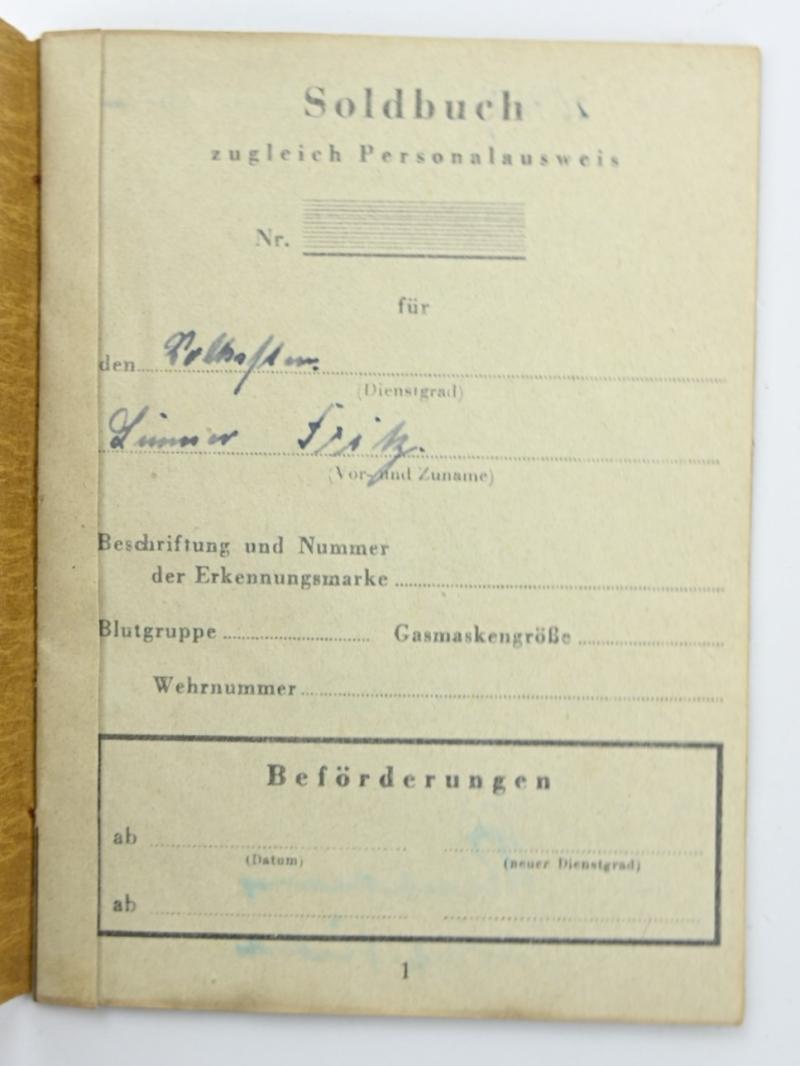 Soldbuch
zugleich Personalausweis
Nr.
für
den
(Dienstgrad)
Fritz.
(Vor- und Zuname)
Beschriftung und Nummer
der Erkennungsmarke
Blutgruppe Gasmaskengröße
Wehrnummer
Beförderungen
ab
(Datum) (neuer Dienstgrad)
ab
1